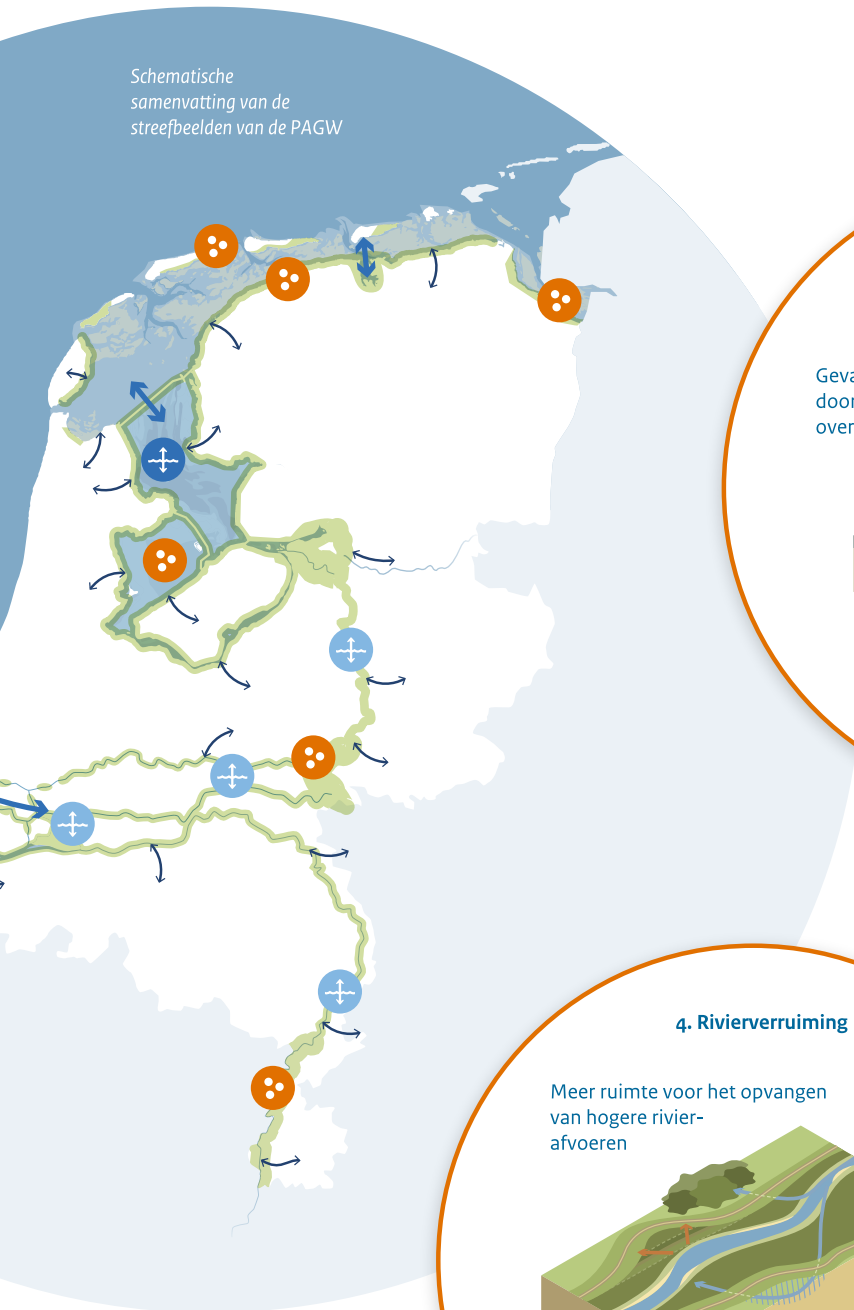 Schematische
samenvatting van de
streefbeelden van de PAGW
4. Rivierverruiming
Meer ruimte voor het opvangen
van hogere rivier-
afvoeren